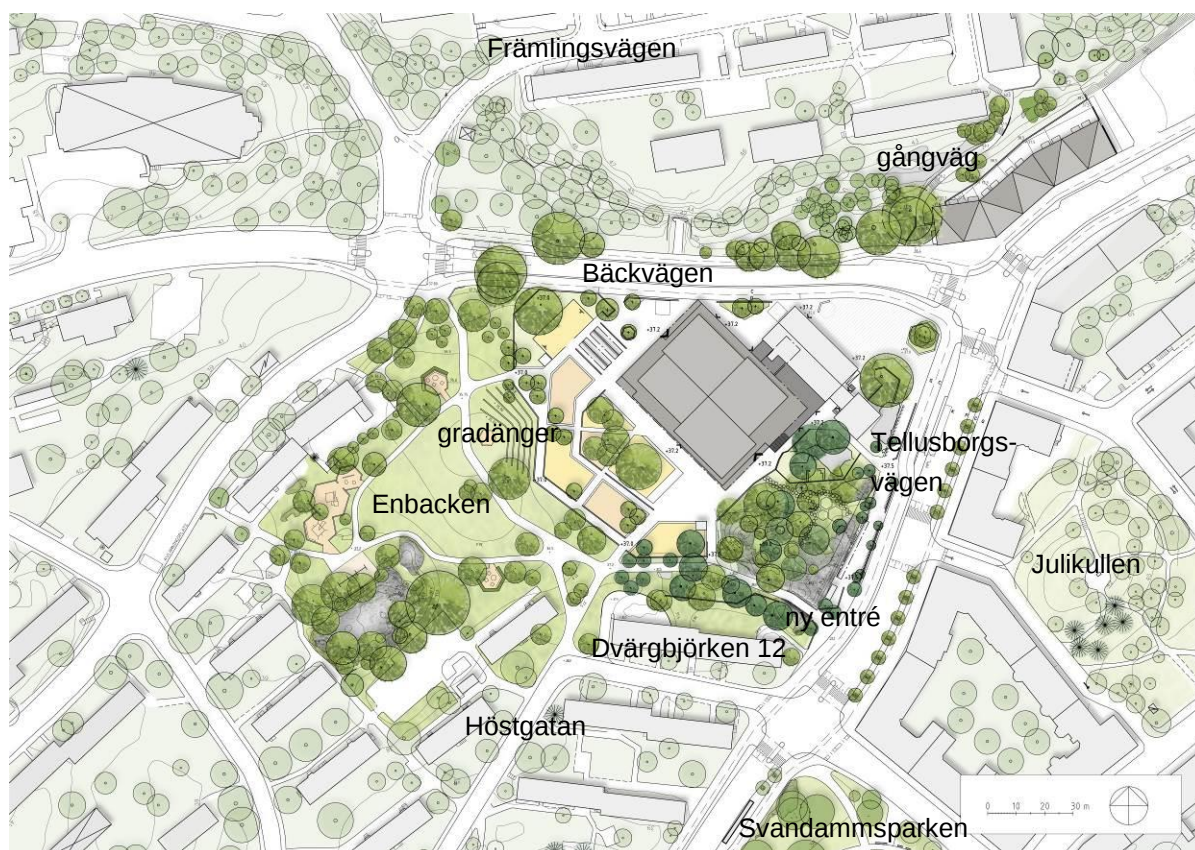 Främlingsvägen
gångväg
Bäckvägen
gradänger
Tellusborgs-
vägen
Enbacken
Julikullen
ny entré
Dvärgbjörken 12
Höstgatan
0 10 20 30 m
Svandammsparken